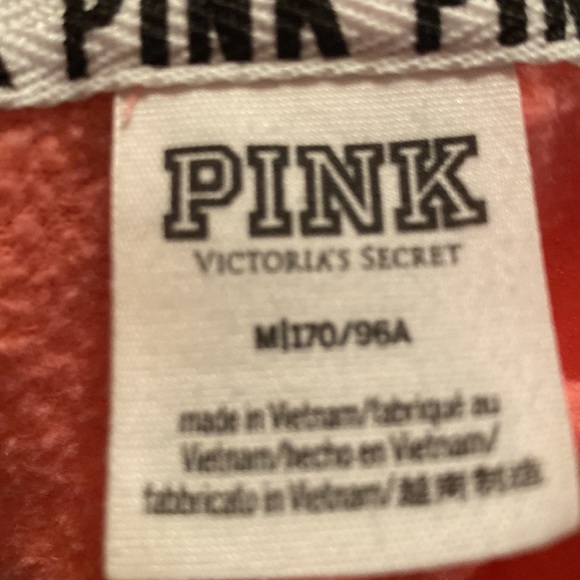 PINK PIN
PINK
VICTORIA'S SECRET
M|170/96A
made in Vietnam/fabriqué au
Vietnam/hecho en Vietnam/
fabbricato in Vietnam/越南制造